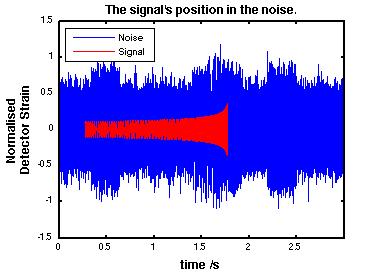 The signal's position in the noise.
1.5
Noise
Signal
1
0.5
0
-0.5
-1
-1.5
Normalised
Detector Strain
0 0.5 1 1.5 2 2.5
time /s